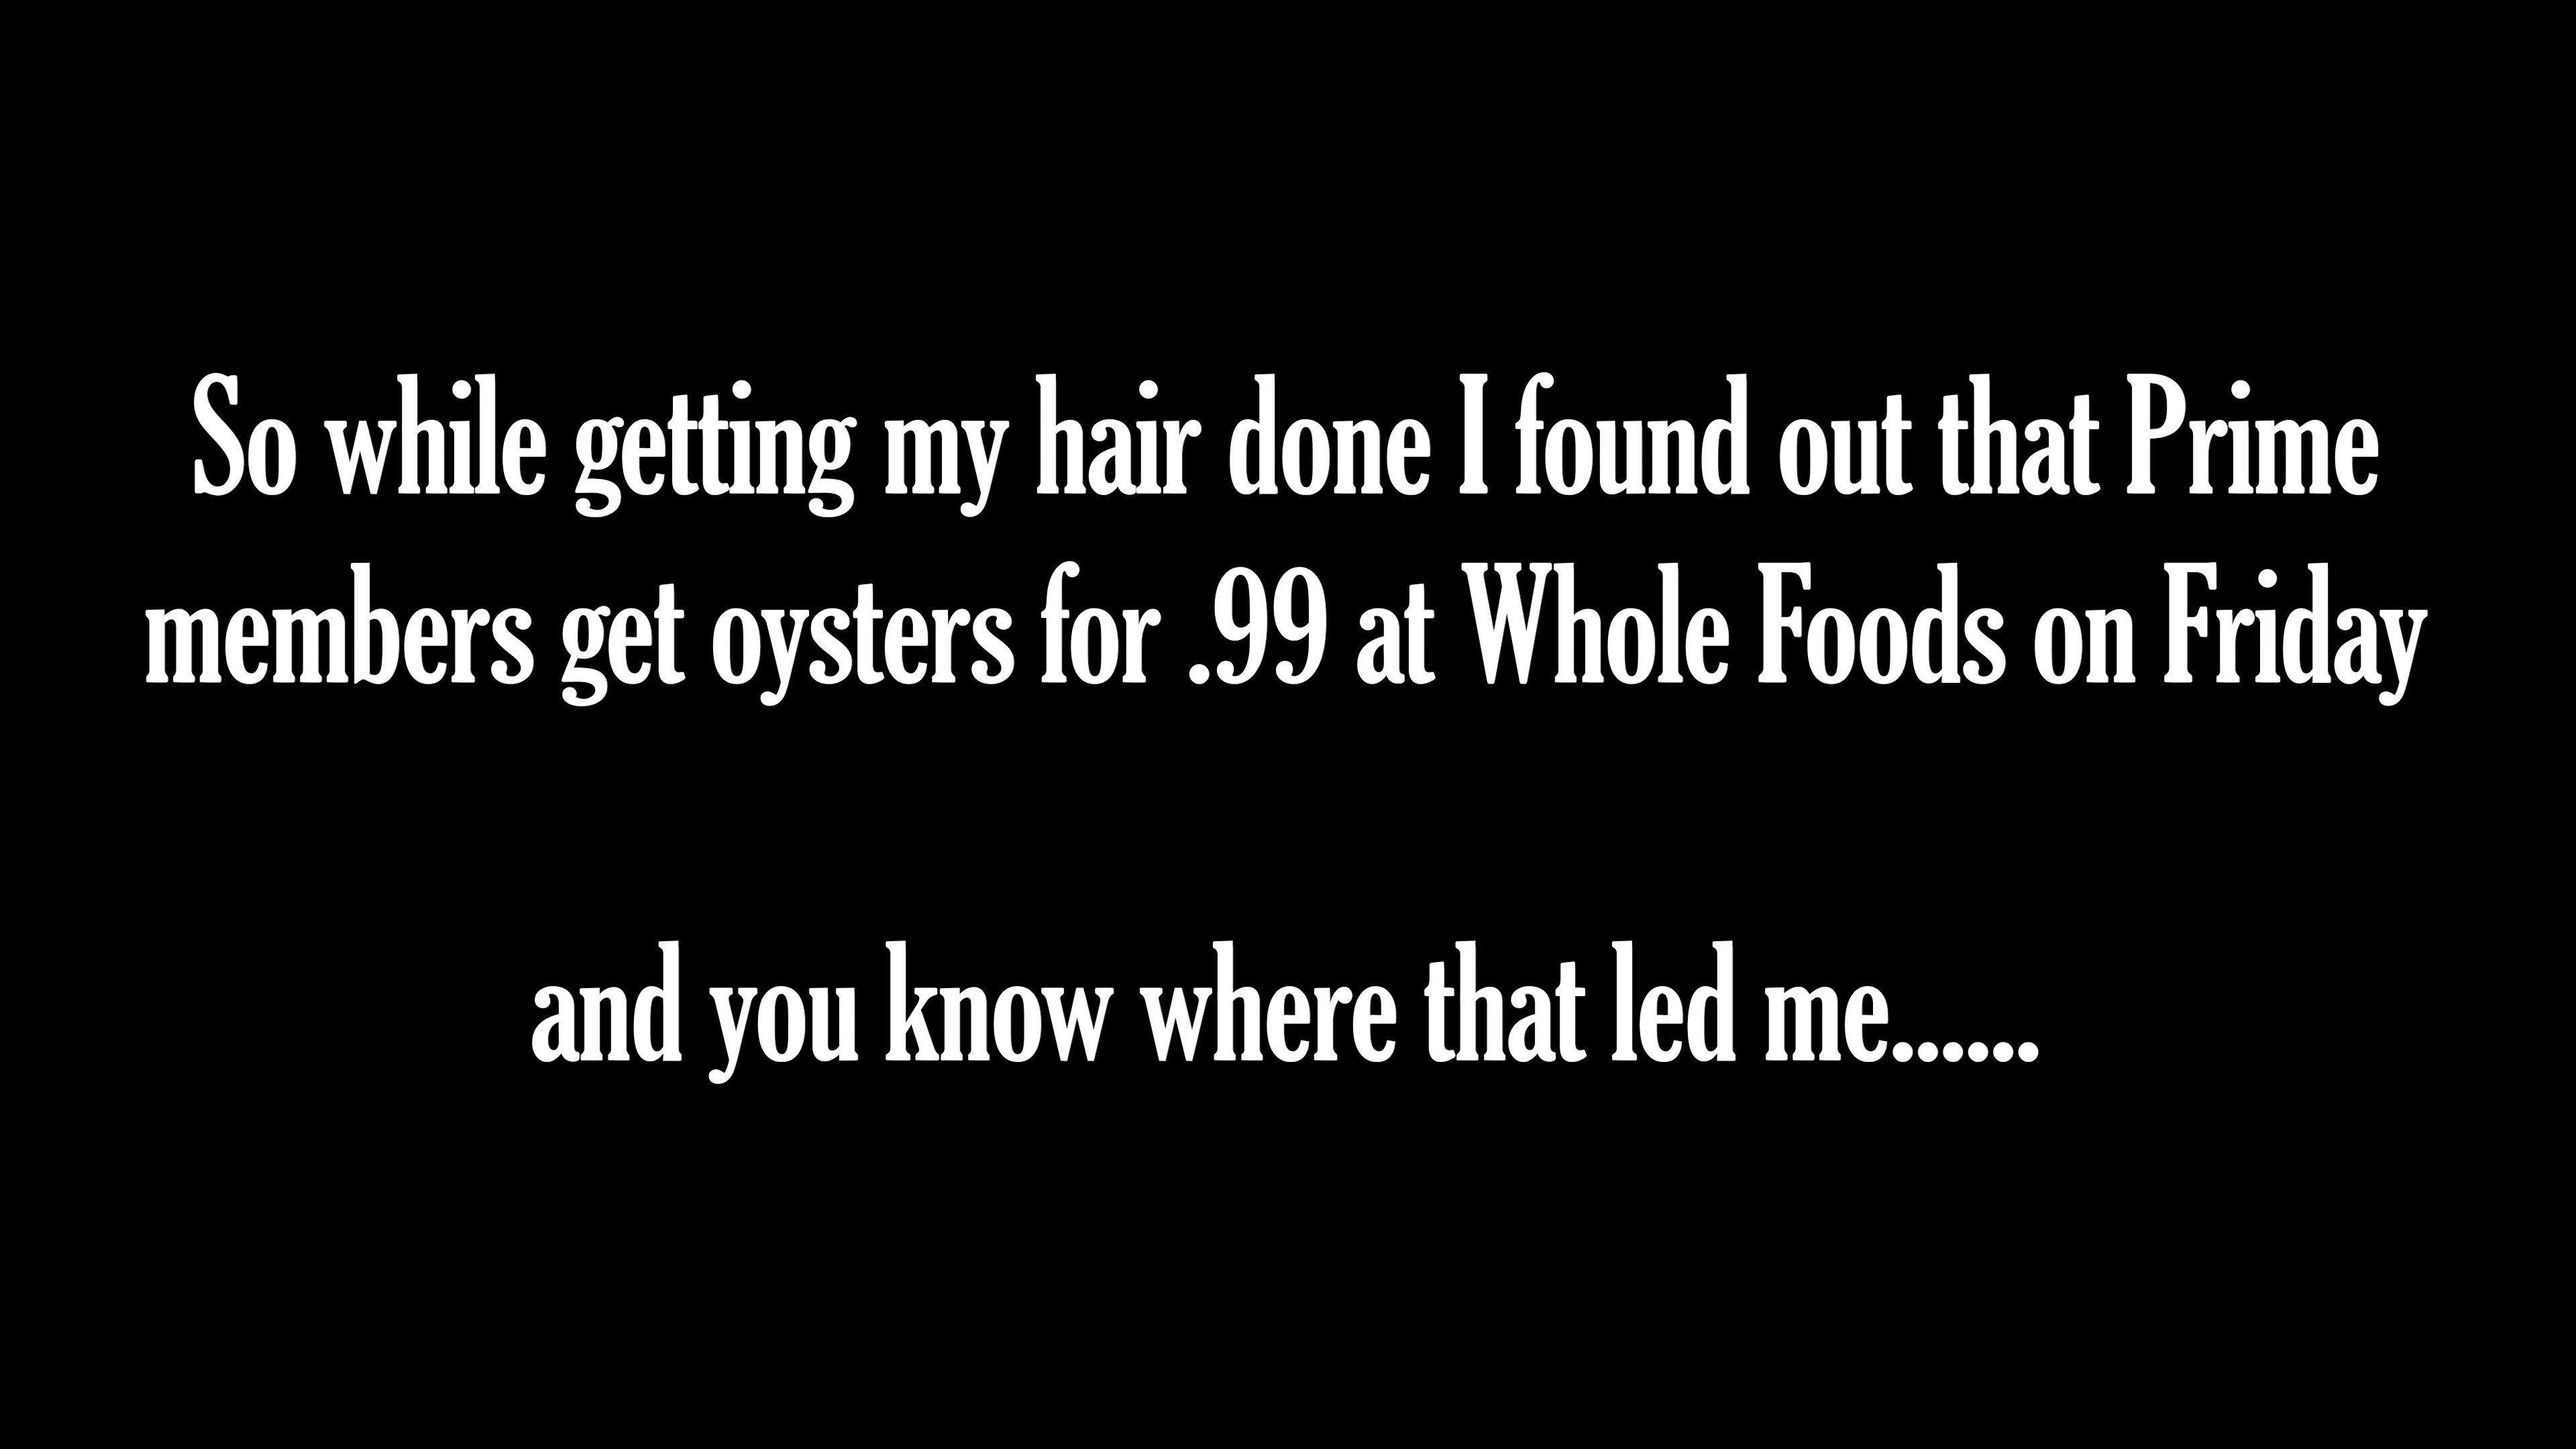 So while getting my hair done I found out that Prime
members get oysters for .99 at Whole Foods on Friday
and you know where that led me......